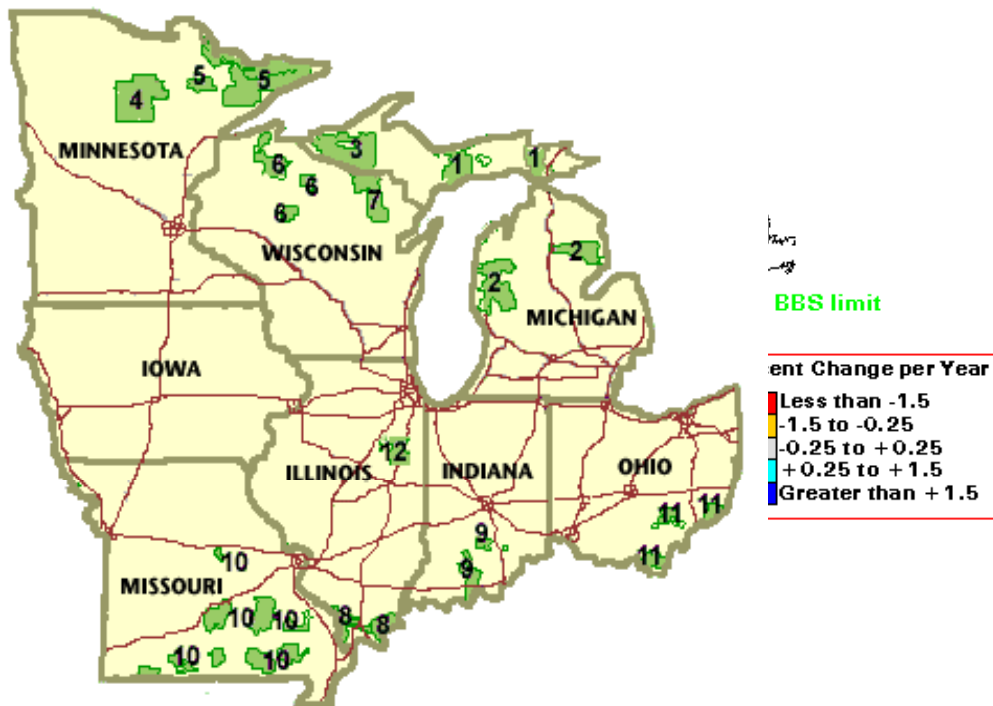 5
5
4
MINNESOTA
3
1
1
6
6
7
6
WISCONSIN
2
2
MICHIGAN
BBS limit
IOWA
ent Change per Year
Less than -1.5
-1.5 to -0.25
-0.25 to +0.25
+0.25 to +1.5
Greater than +1.5
12
ILLINOIS
INDIANA
OHIO
11
11
11
9
9
10
MISSOURI
10
10
8
8
10
10